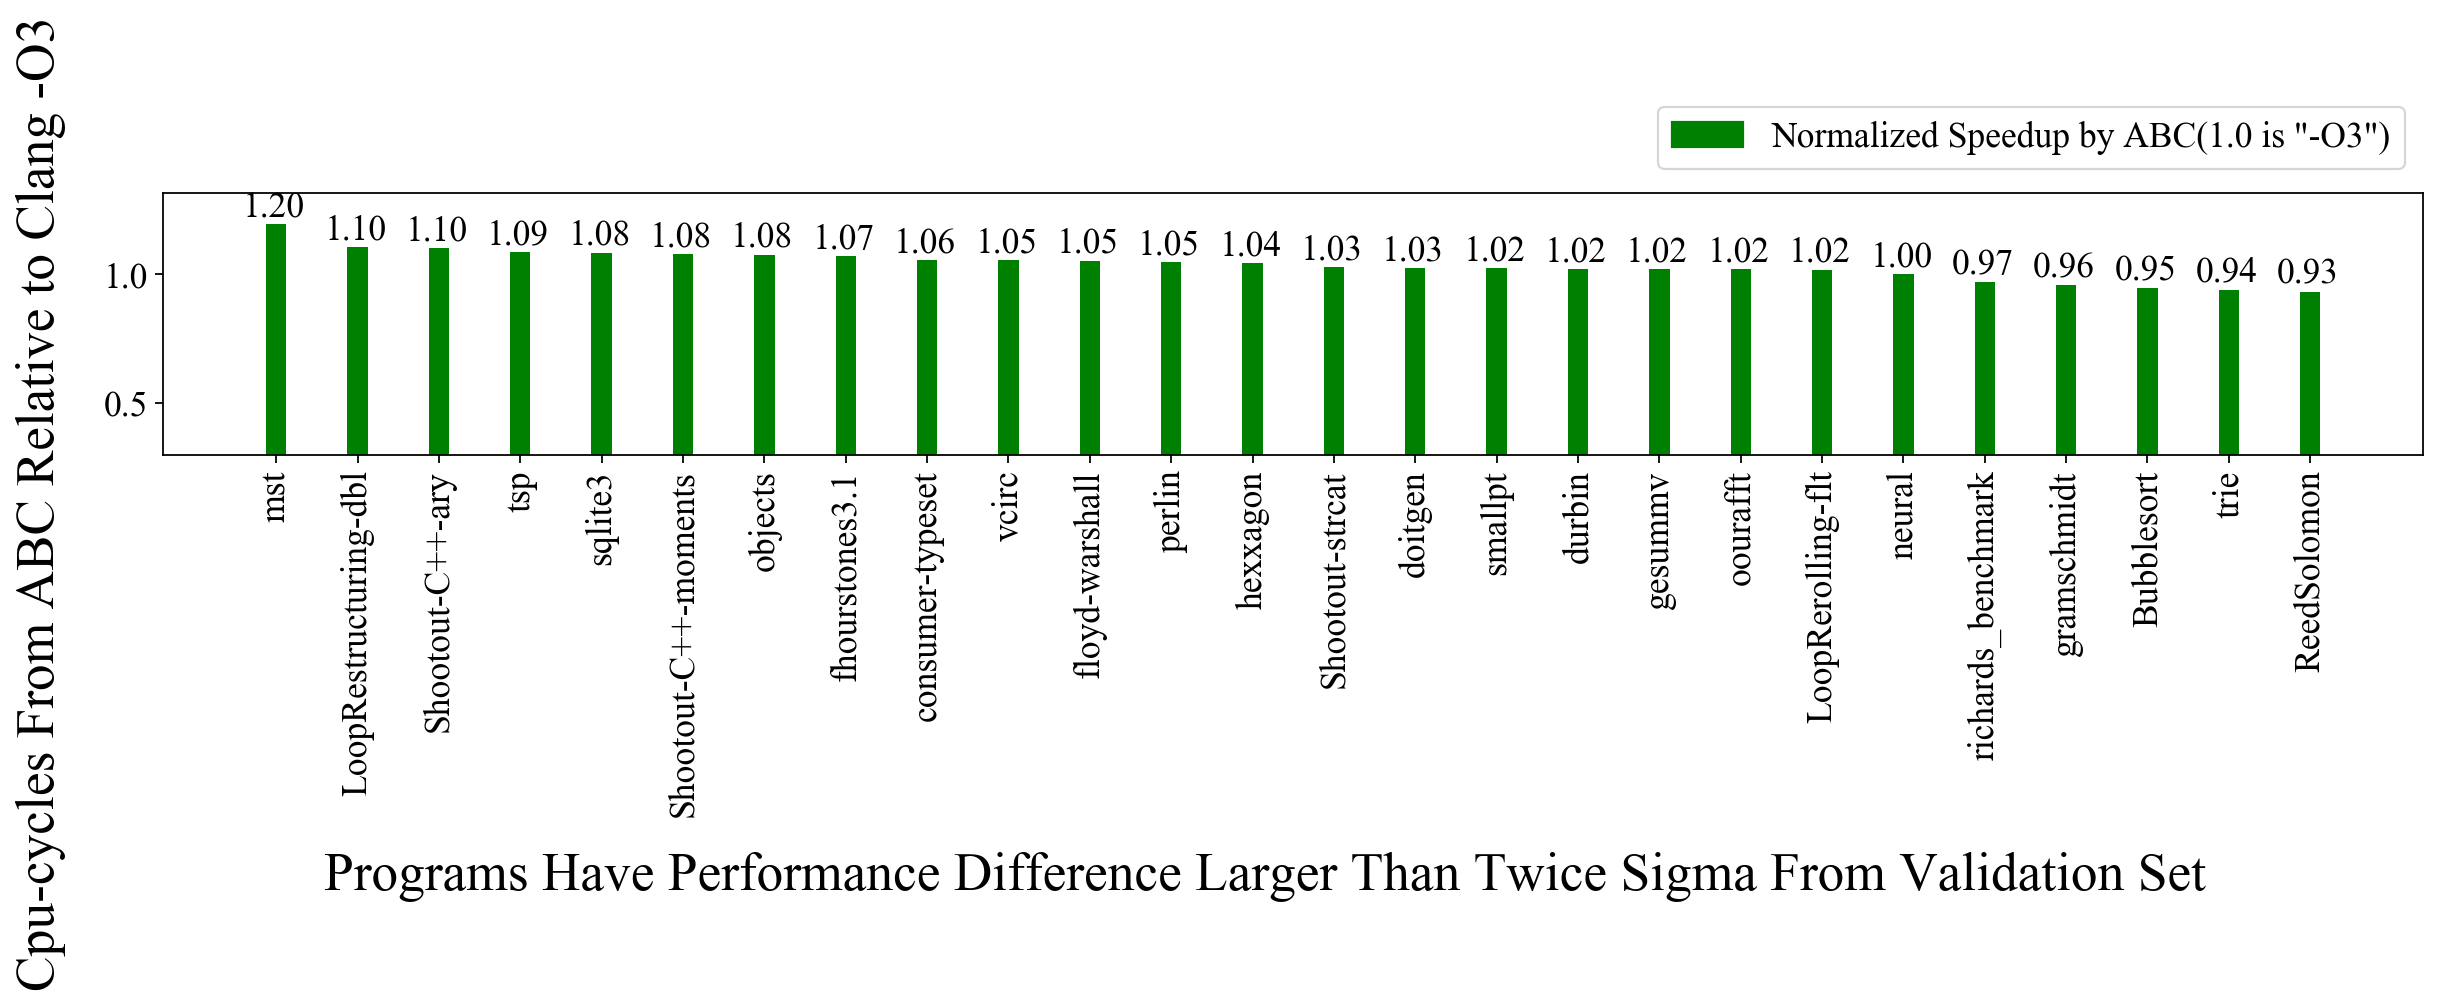 Cpu-cycles From ABC Relative to Clang -O3
Normalized Speedup by ABC(1.0 is "-O3")
1.0
0.5
1.20
1.10
1.10
1.09
1.08
1.08
1.08
1.07
1.06
1.05
1.05
1.05
1.04
1.03
1.03
1.02
1.02
1.02
1.02
1.02
1.00
0.97
0.96
0.95
0.94
0.93
mst
LoopRestructuring-dbl
Shootout-C++-ary
tsp
sqlite3
Shootout-C++-moments
objects
fhourstones3.1
consumer-typeset
vcirc
floyd-warshall
perlin
hexxagon
Shootout-strcat
doitgen
smallpt
durbin
gesummv
oourafft
LoopRerolling-flt
neural
richards_benchmark
gramschmidt
Bubblesort
trie
ReedSolomon
Programs Have Performance Difference Larger Than Twice Sigma From Validation Set